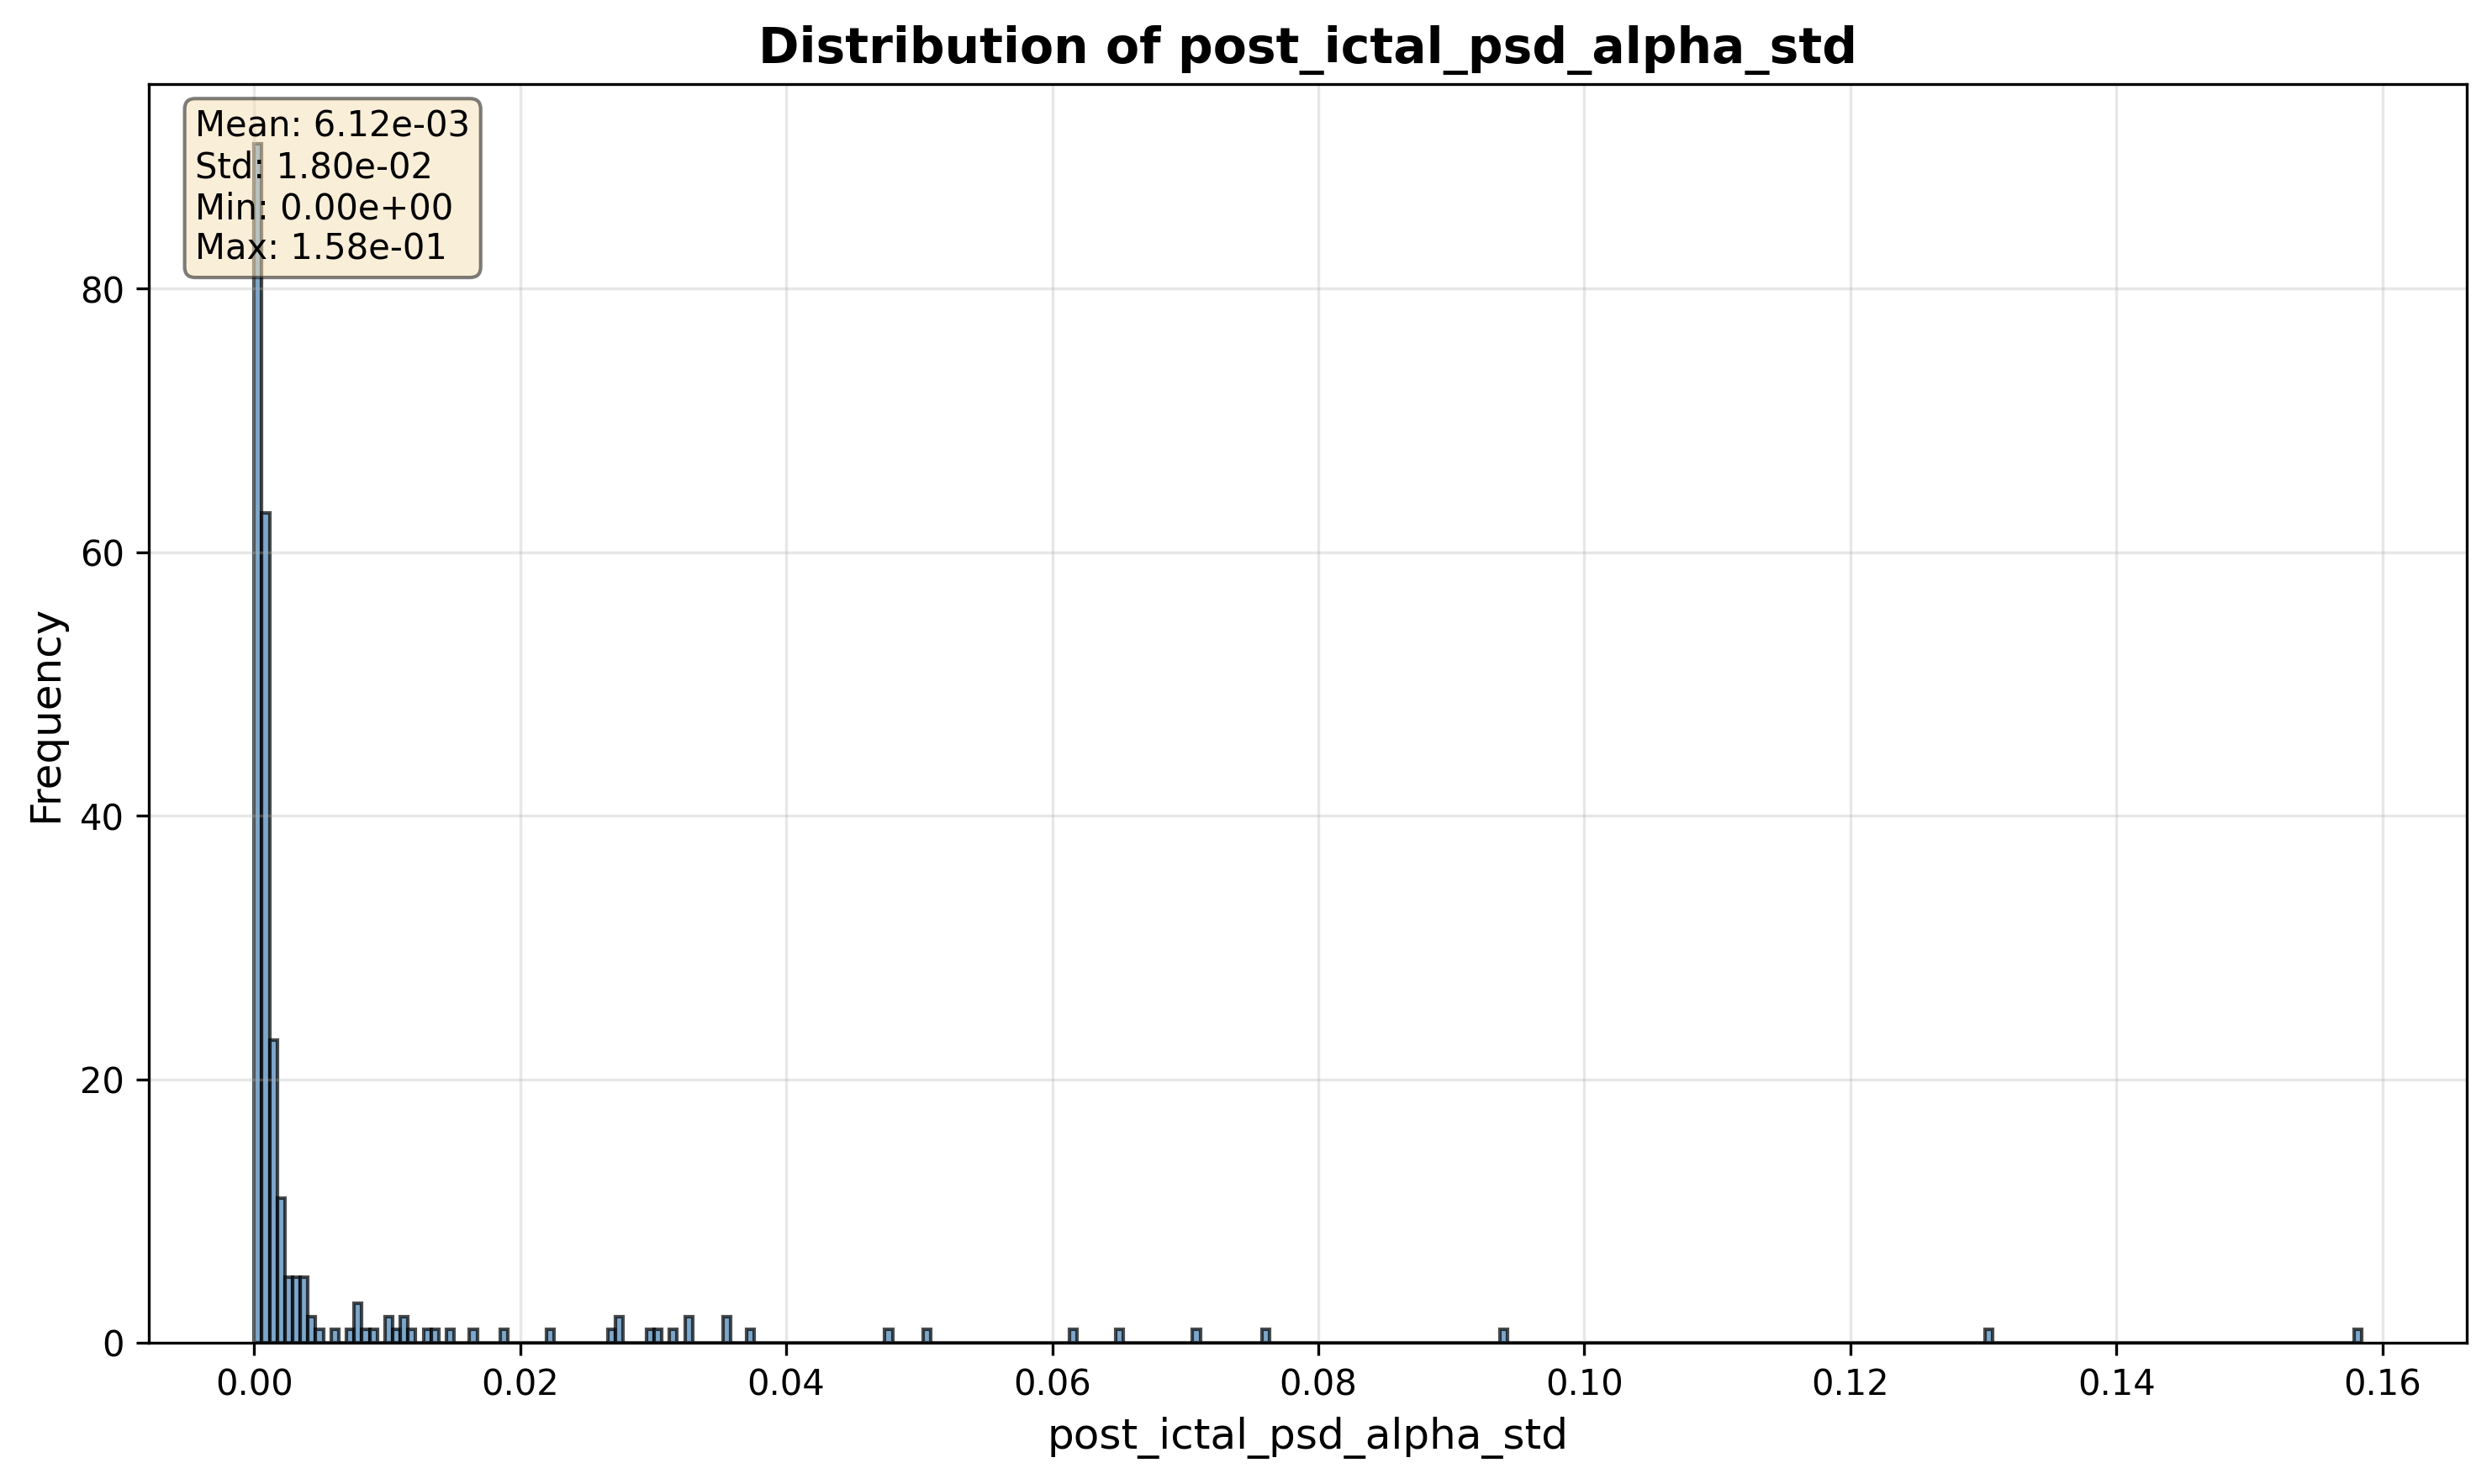 Distribution of post_ictal_psd_alpha_std
Mean: 6.12e-03
Std: 1.80e-02
Min: 0.00e+00
Max: 1.58e-01
Frequency
80
60
40
20
0
0.00 0.02 0.04 0.06 0.08 0.10 0.12 0.14 0.16
post_ictal_psd_alpha_std